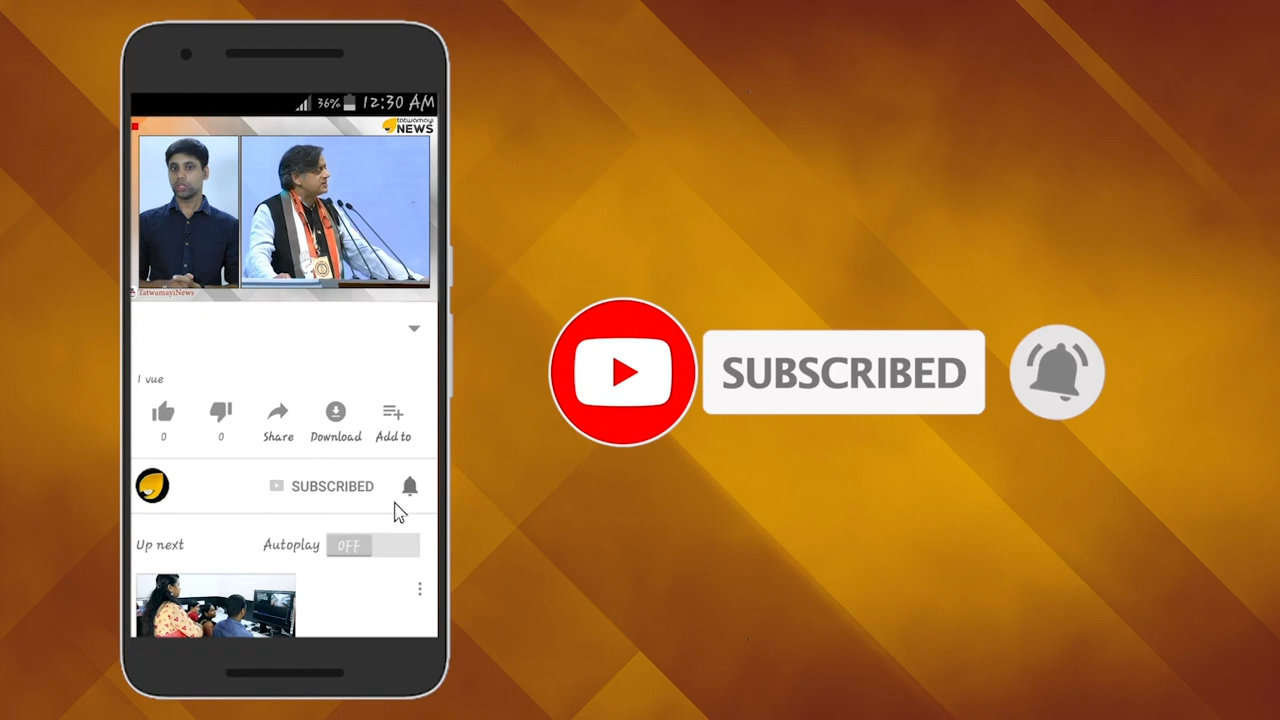 36% 12:30 AM
tatwamayi
NEWS
TatwamayiNews
1 vue
0 0 Share Download Add to
SUBSCRIBED
Up next Autoplay OFF
SUBSCRIBED